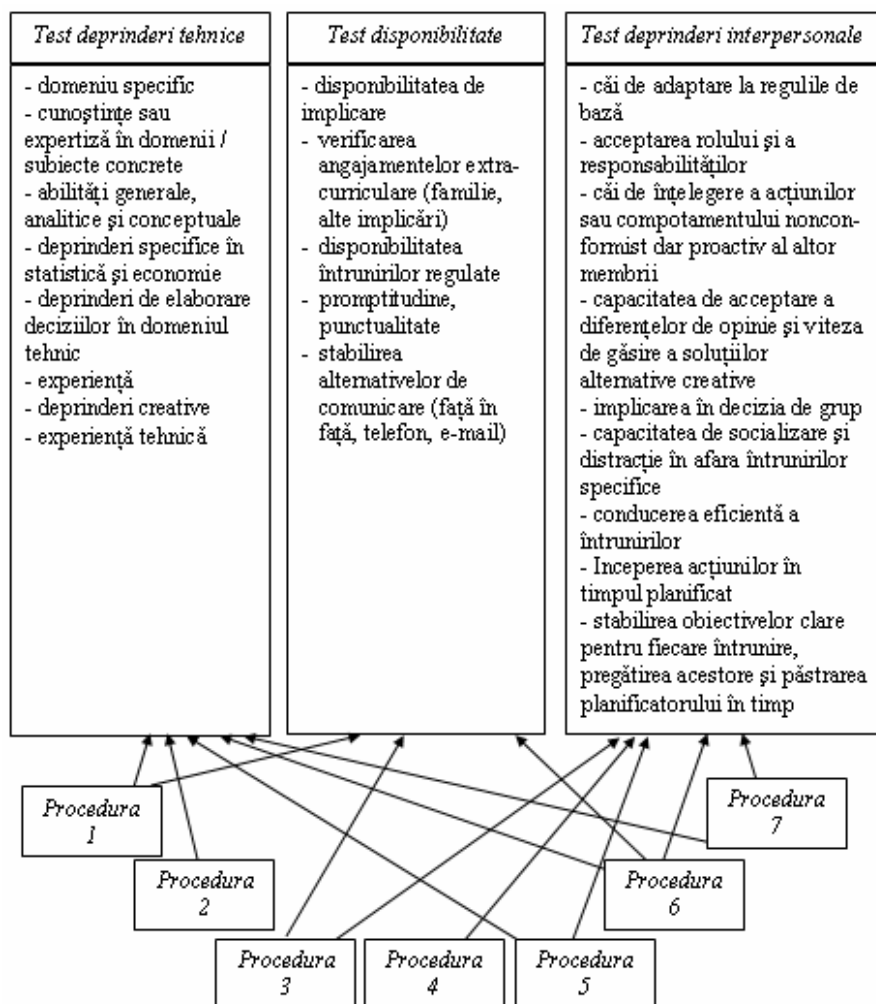 Test deprinderi tehnice
- domeniu specific
- cunoştinţe sau
expertiză în domenii /
subiecte concrete
- abilităţi generale,
analitice şi conceptuale
- deprinderi specifice în
statistică şi economie
- deprinderi de elaborare
deciziilor în domeniul
tehnic
- experienţă
- deprinderi creative
- experienţă tehnică
Test disponibilitate
- disponibilitatea de
implicare
- verificarea
angajamentelor extra-
curriculare (familie,
alte implicări)
- disponibilitatea
întrunirilor regulate
- promptitudine,
punctualitate
- stabilirea
alternativelor de
comunicare (faţă în
faţă, telefon, e-mail)
Test deprinderi interpersonale
- căi de adaptare la regulile de
bază
- acceptarea rolului şi a
responsabilităţilor
- căi de înţelegere a acţiunilor
sau compotamentului noncon-
formist dar proactiv al altor
membrii
- capacitatea de acceptare a
diferenţelor de opinie şi viteza
de găsire a soluţiilor
alternative creative
- implicarea în decizia de grup
- capacitatea de socializare şi
distracţie în afara întrunirilor
specifice
- conducerea eficientă a
întrunirilor
- Inceperea acţiunilor în
timpul planificat
- stabilirea obiectivelor clare
pentru fiecare întrunire,
pregătirea acestore şi păstrarea
planificatorului în timp
Procedura
1
Procedura
2
Procedura
3
Procedura
4
Procedura
5
Procedura
6
Procedura
7